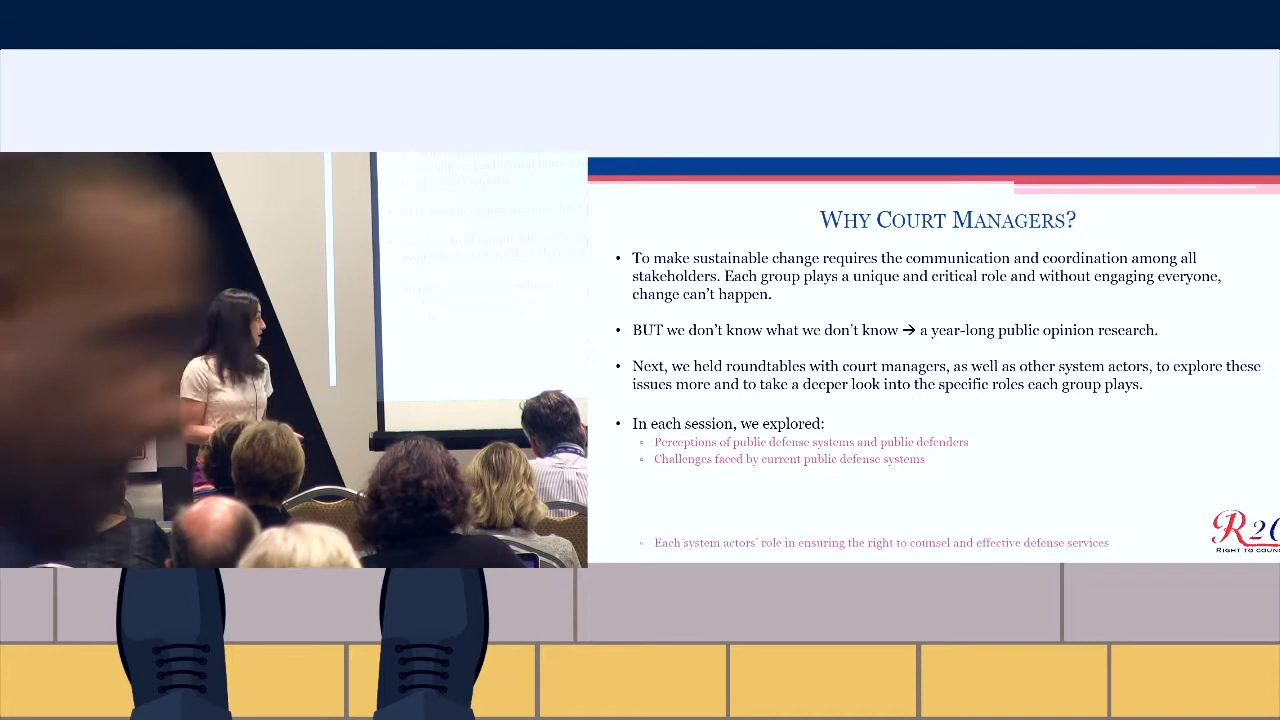 WHY COURT MANAGERS?
• To make sustainable change requires the communication and coordination among all
stakeholders. Each group plays a unique and critical role and without engaging everyone,
change can't happen.
• BUT we don't know what we don't know → a year-long public opinion research.
• Next, we held roundtables with court managers, as well as other system actors, to explore these
issues more and to take a deeper look into the specific roles each group plays.
• In each session, we explored:
▫ Perceptions of public defense systems and public defenders
▫ Challenges faced by current public defense systems
▫ Each system actors' role in ensuring the right to counsel and effective defense services
R2
RIGHT TO